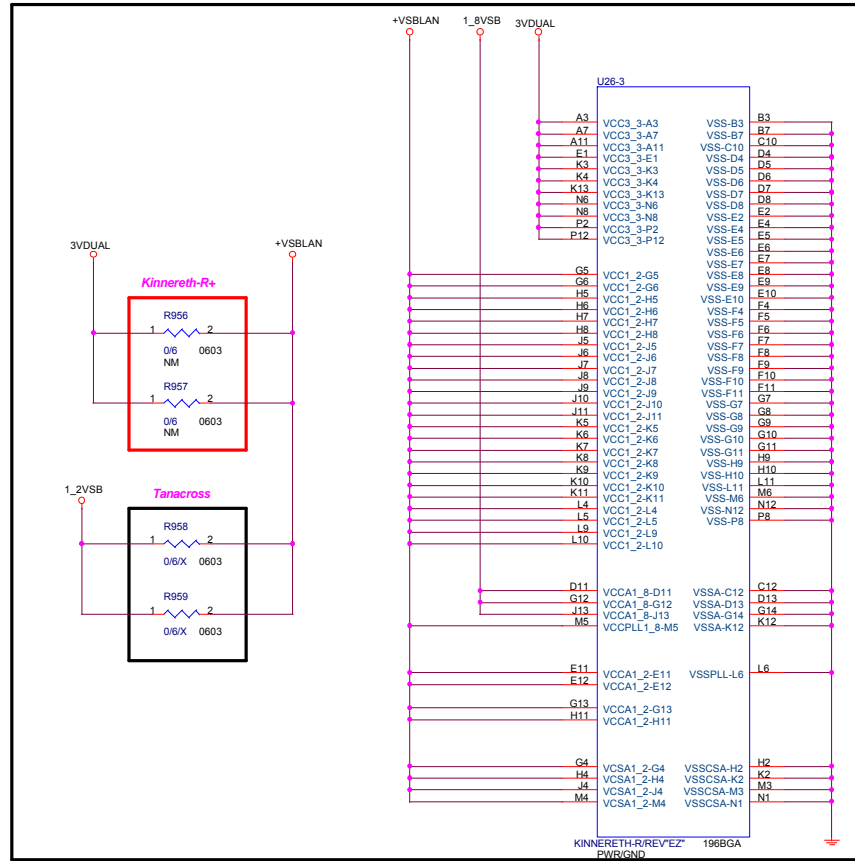 +VSBLAN 1_8VSB 3VDUAL
U26-3
A3 VCC3_3-A3 VSS-B3 B3
A7 VCC3_3-A7 VSS-B7 B7
A11 VCC3_3-A11 VSS-C10 C10
E1 VCC3_3-E1 VSS-D4 D4
K3 VCC3_3-K3 VSS-D5 D5
K4 VCC3_3-K4 VSS-D6 D6
K13 VCC3_3-K13 VSS-D7 D7
N6 VCC3_3-N6 VSS-D8 D8
N8 VCC3_3-N8 VSS-E2 E2
P2 VCC3_3-P2 VSS-E4 E4
P12 VCC3_3-P12 VSS-E5 E5
VSS-E6 E6
VSS-E7 E7
G5 VCC1_2-G5 VSS-E8 E8
G6 VCC1_2-G6 VSS-E9 E9
H5 VCC1_2-H5 VSS-E10 E10
H6 VCC1_2-H6 VSS-F4 F4
H7 VCC1_2-H7 VSS-F5 F5
H8 VCC1_2-H8 VSS-F6 F6
J5 VCC1_2-J5 VSS-F7 F7
J6 VCC1_2-J6 VSS-F8 F8
J7 VCC1_2-J7 VSS-F9 F9
J8 VCC1_2-J8 VSS-F10 F10
J9 VCC1_2-J9 VSS-F11 F11
J10 VCC1_2-J10 VSS-G7 G7
J11 VCC1_2-J11 VSS-G8 G8
K5 VCC1_2-K5 VSS-G9 G9
K6 VCC1_2-K6 VSS-G10 G10
K7 VCC1_2-K7 VSS-G11 G11
K8 VCC1_2-K8 VSS-H9 H9
K9 VCC1_2-K9 VSS-H10 H10
K10 VCC1_2-K10 VSS-L11 L11
K11 VCC1_2-K11 VSS-M6 M6
L4 VCC1_2-L4 VSS-N12 N12
L5 VCC1_2-L5 VSS-P8 P8
L9 VCC1_2-L9
L10 VCC1_2-L10
D11 VCCA1_8-D11 VSSA-C12 C12
G12 VCCA1_8-G12 VSSA-D13 D13
J13 VCCA1_8-J13 VSSA-G14 G14
M5 VCCPLL1_8-M5 VSSA-K12 K12
E11 VCCA1_2-E11 VSSPLL-L6 L6
E12 VCCA1_2-E12
G13 VCCA1_2-G13
H11 VCCA1_2-H11
G4 VCSA1_2-G4 VSSCSA-H2 H2
H4 VCSA1_2-H4 VSSCSA-K2 K2
J4 VCSA1_2-J4 VSSCSA-M3 M3
M4 VCSA1_2-M4 VSSCSA-N1 N1
KINNERETH-R/REV"EZ" 196BGA
PWR/GND
3VDUAL +VSBLAN
Kinnereth-R+
R956
1 2
0/6 0603
NM
R957
1 2
0/6 0603
NM
1_2VSB
Tanacross
R958
1 2
0/6/X 0603
R959
1 2
0/6/X 0603